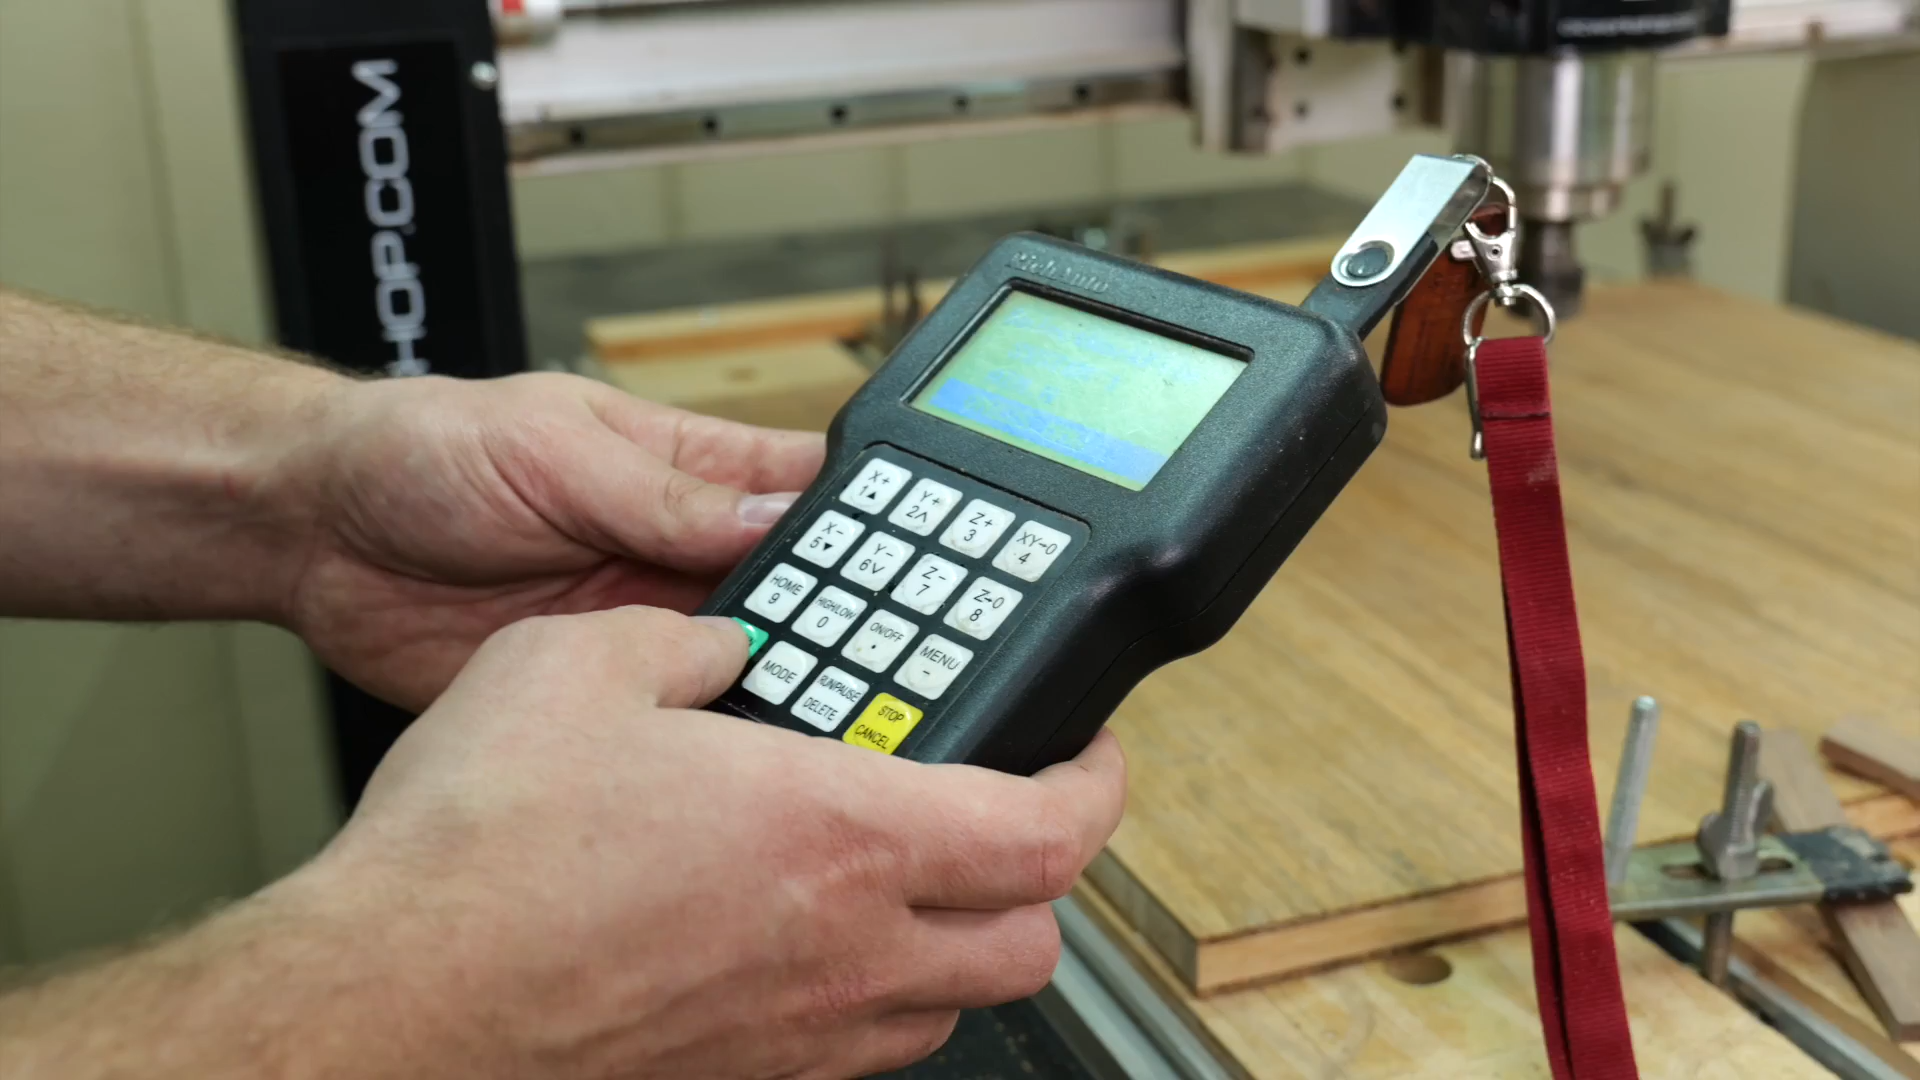 HOP.COM
RichAuto
X+
1▲
Y+
2∧
Z+
3
XY→0
4
X-
5▼
Y-
6∨
Z-
7
Z→0
8
HOME
9
HIGH/LOW
0
ON/OFF
.
MENU
-
MODE
RUN/PAUSE
DELETE
STOP
CANCEL